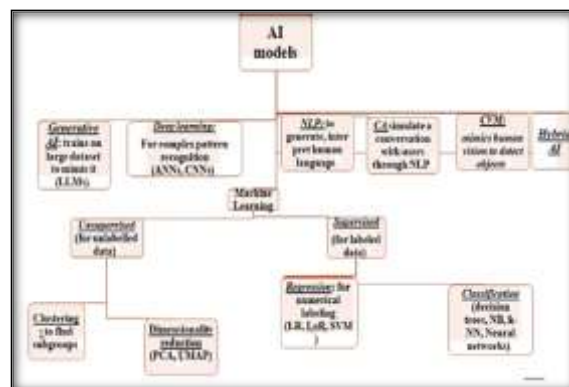 AI
models
Generative
AI: trains on
large dataset
to mimic it
(LLMs)
Deep learning:
For complex pattern
recognition
(ANNs, CNNs)
NLP: to
generate, inter
pret human
language
CA simulate a
conversation
with users
through NLP
CVM:
mimics human
vision to detect
objects
Hybrid
AI
Machine
Learning
Unsupervised
(for unlabelled
data)
Supervised
(for labeled
data)
Clustering
: to find
subgroups
Dimensionality
reduction
(PCA, UMAP)
Regression: for
numerical
labeling
(LR, LoR, SVM
)
Classification
(decision
trees, NB, k-
NN, Neural
networks)